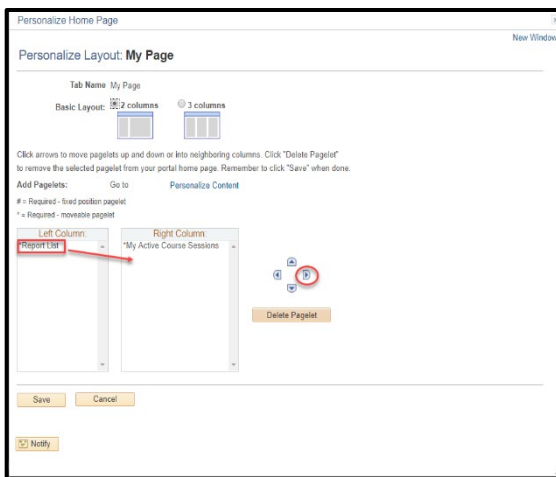 Personalize Home Page
New Window
Personalize Layout: My Page
Tab Name My Page
Basic Layout: 2 columns 3 columns
Click arrows to move pagelets up and down or into neighboring columns. Click "Delete Pagelet"
to remove the selected pagelet from your portal home page. Remember to click "Save" when done.
Add Pagelets: Go to Personalize Content
# = Required - fixed position pagelet
* = Required - moveable pagelet
Left Column: Right Column:
*Report List *My Active Course Sessions
Delete Pagelet
Save Cancel
Notify